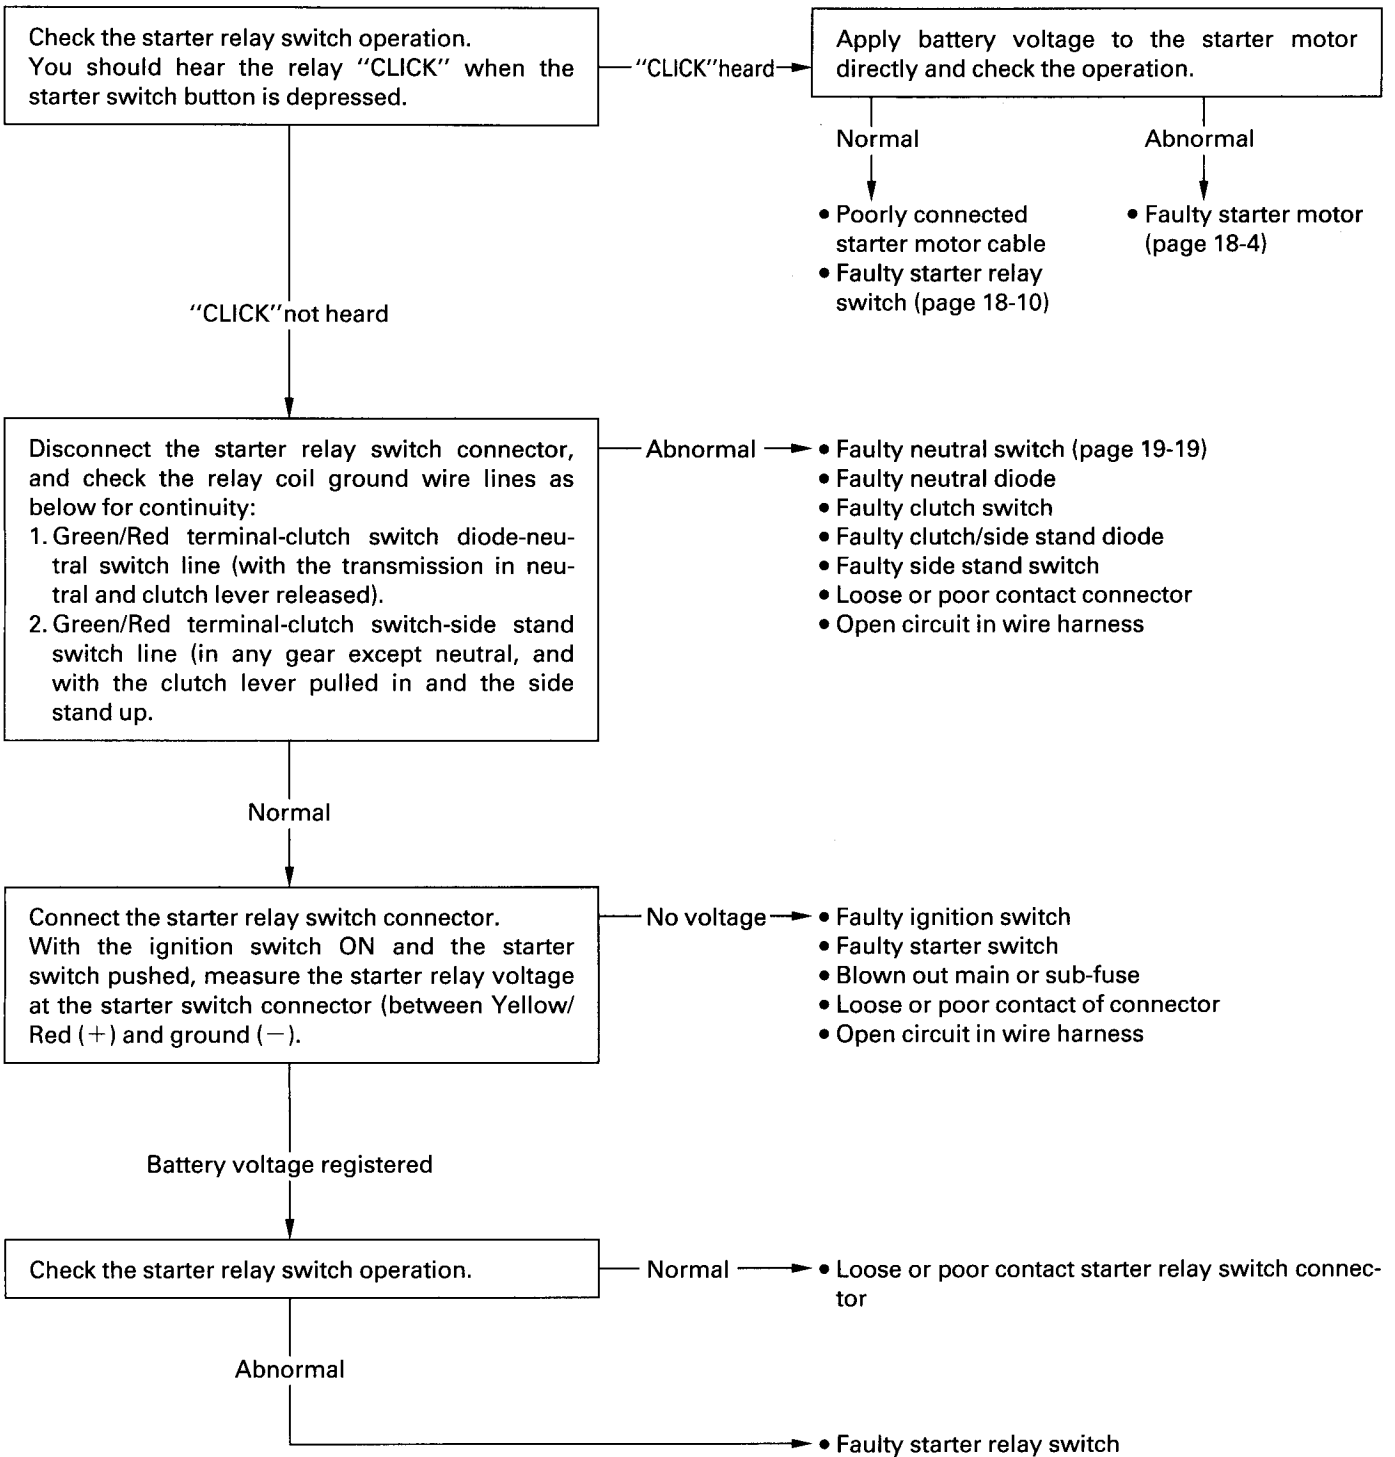 Check the starter relay switch operation.
You should hear the relay “CLICK” when the
starter switch button is depressed.
“CLICK” heard
Apply battery voltage to the starter motor
directly and check the operation.
Normal
Abnormal
• Poorly connected
starter motor cable
• Faulty starter relay
switch (page 18-10)
• Faulty starter motor
(page 18-4)
“CLICK” not heard
Disconnect the starter relay switch connector,
and check the relay coil ground wire lines as
below for continuity:
1. Green/Red terminal-clutch switch diode-neu-
tral switch line (with the transmission in neu-
tral and clutch lever released).
2. Green/Red terminal-clutch switch-side stand
switch line (in any gear except neutral, and
with the clutch lever pulled in and the side
stand up.
Abnormal
• Faulty neutral switch (page 19-19)
• Faulty neutral diode
• Faulty clutch switch
• Faulty clutch/side stand diode
• Faulty side stand switch
• Loose or poor contact connector
• Open circuit in wire harness
Normal
Connect the starter relay switch connector.
With the ignition switch ON and the starter
switch pushed, measure the starter relay voltage
at the starter switch connector (between Yellow/
Red (+) and ground (−).
No voltage
• Faulty ignition switch
• Faulty starter switch
• Blown out main or sub-fuse
• Loose or poor contact of connector
• Open circuit in wire harness
Battery voltage registered
Check the starter relay switch operation.
Normal
• Loose or poor contact starter relay switch connec-
tor
Abnormal
• Faulty starter relay switch